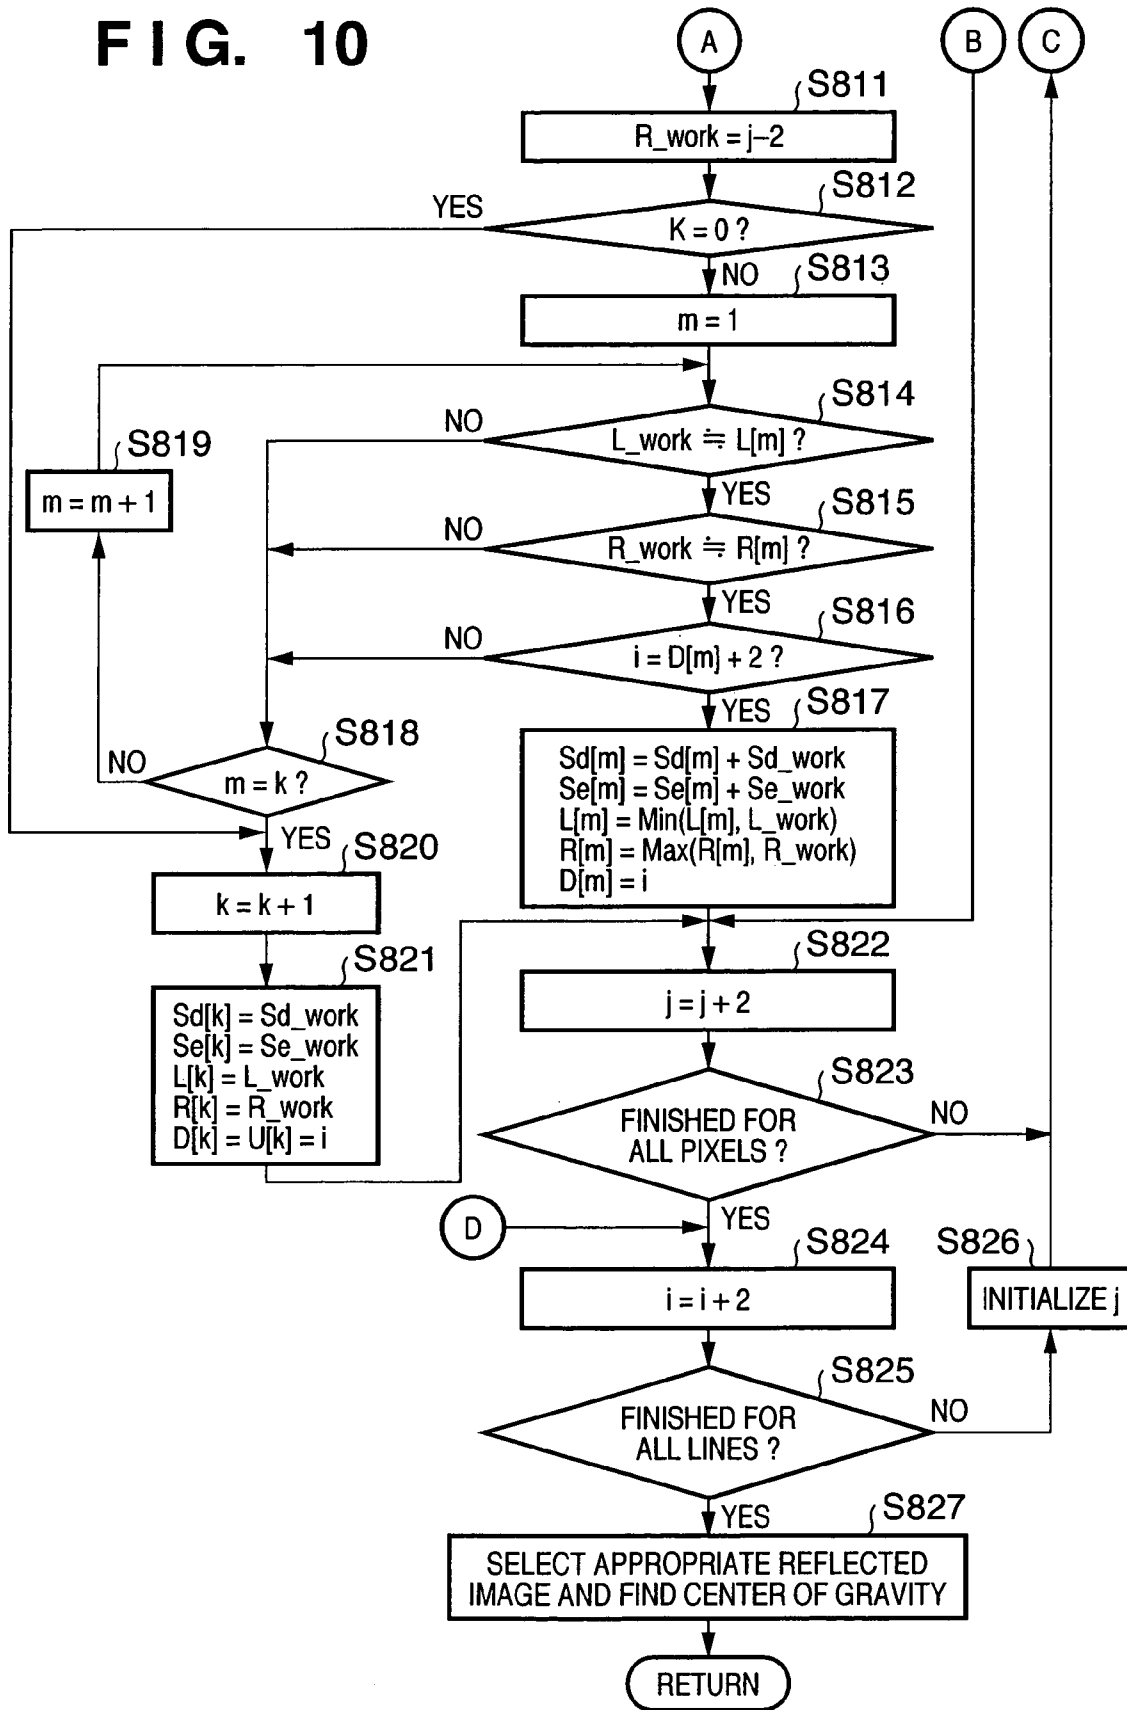 FIG. 10
A
B
C
S811
R_work = j–2
S812
YES
K = 0 ?
NO
S813
m = 1
S814
NO
L_work ≒ L[m] ?
YES
S819
m = m + 1
S815
NO
R_work ≒ R[m] ?
YES
S816
NO
i = D[m] + 2 ?
YES
S817
Sd[m] = Sd[m] + Sd_work
Se[m] = Se[m] + Se_work
L[m] = Min(L[m], L_work)
R[m] = Max(R[m], R_work)
D[m] = i
S818
NO
m = k ?
YES
S820
k = k + 1
S821
Sd[k] = Sd_work
Se[k] = Se_work
L[k] = L_work
R[k] = R_work
D[k] = U[k] = i
S822
j = j + 2
S823
FINISHED FOR
ALL PIXELS ?
NO
YES
D
S824
i = i + 2
S826
INITIALIZE j
S825
FINISHED FOR
ALL LINES ?
NO
YES
S827
SELECT APPROPRIATE REFLECTED
IMAGE AND FIND CENTER OF GRAVITY
RETURN